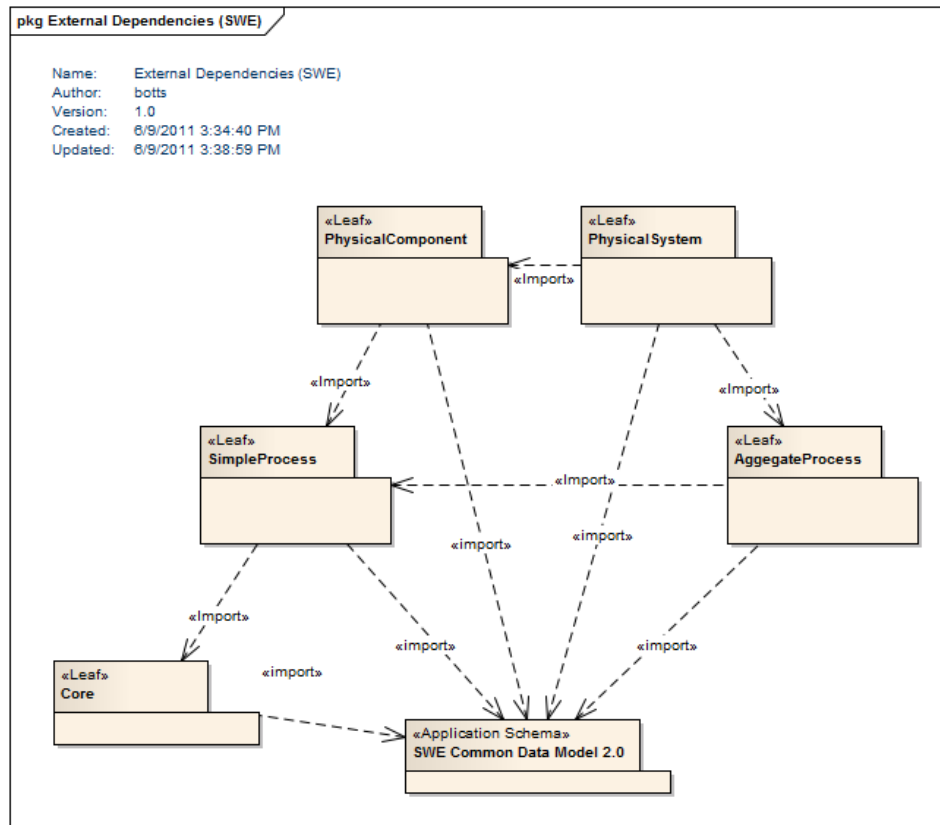 pkg External Dependencies (SWE)
Name: External Dependencies (SWE)
Author: botts
Version: 1.0
Created: 6/9/2011 3:34:40 PM
Updated: 6/9/2011 3:38:59 PM
«Leaf»
PhysicalComponent
«Leaf»
PhysicalSystem
«Import»
«Import»
«Import»
«Leaf»
SimpleProcess
«Leaf»
AggegateProcess
«Import»
«import»
«import»
«Import»
«import»
«import»
«import»
«Leaf»
Core
«Application Schema»
SWE Common Data Model 2.0